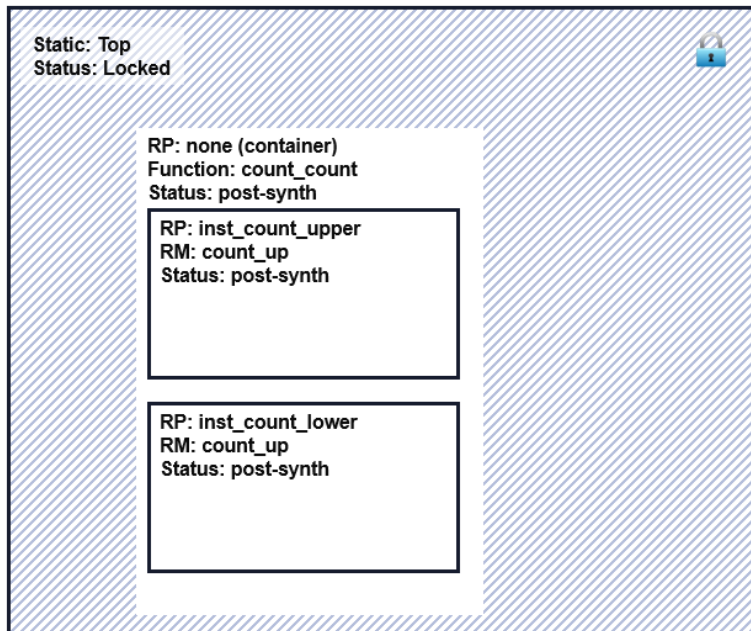 Static: Top
Status: Locked
RP: none (container)
Function: count_count
Status: post-synth
RP: inst_count_upper
RM: count_up
Status: post-synth
RP: inst_count_lower
RM: count_up
Status: post-synth